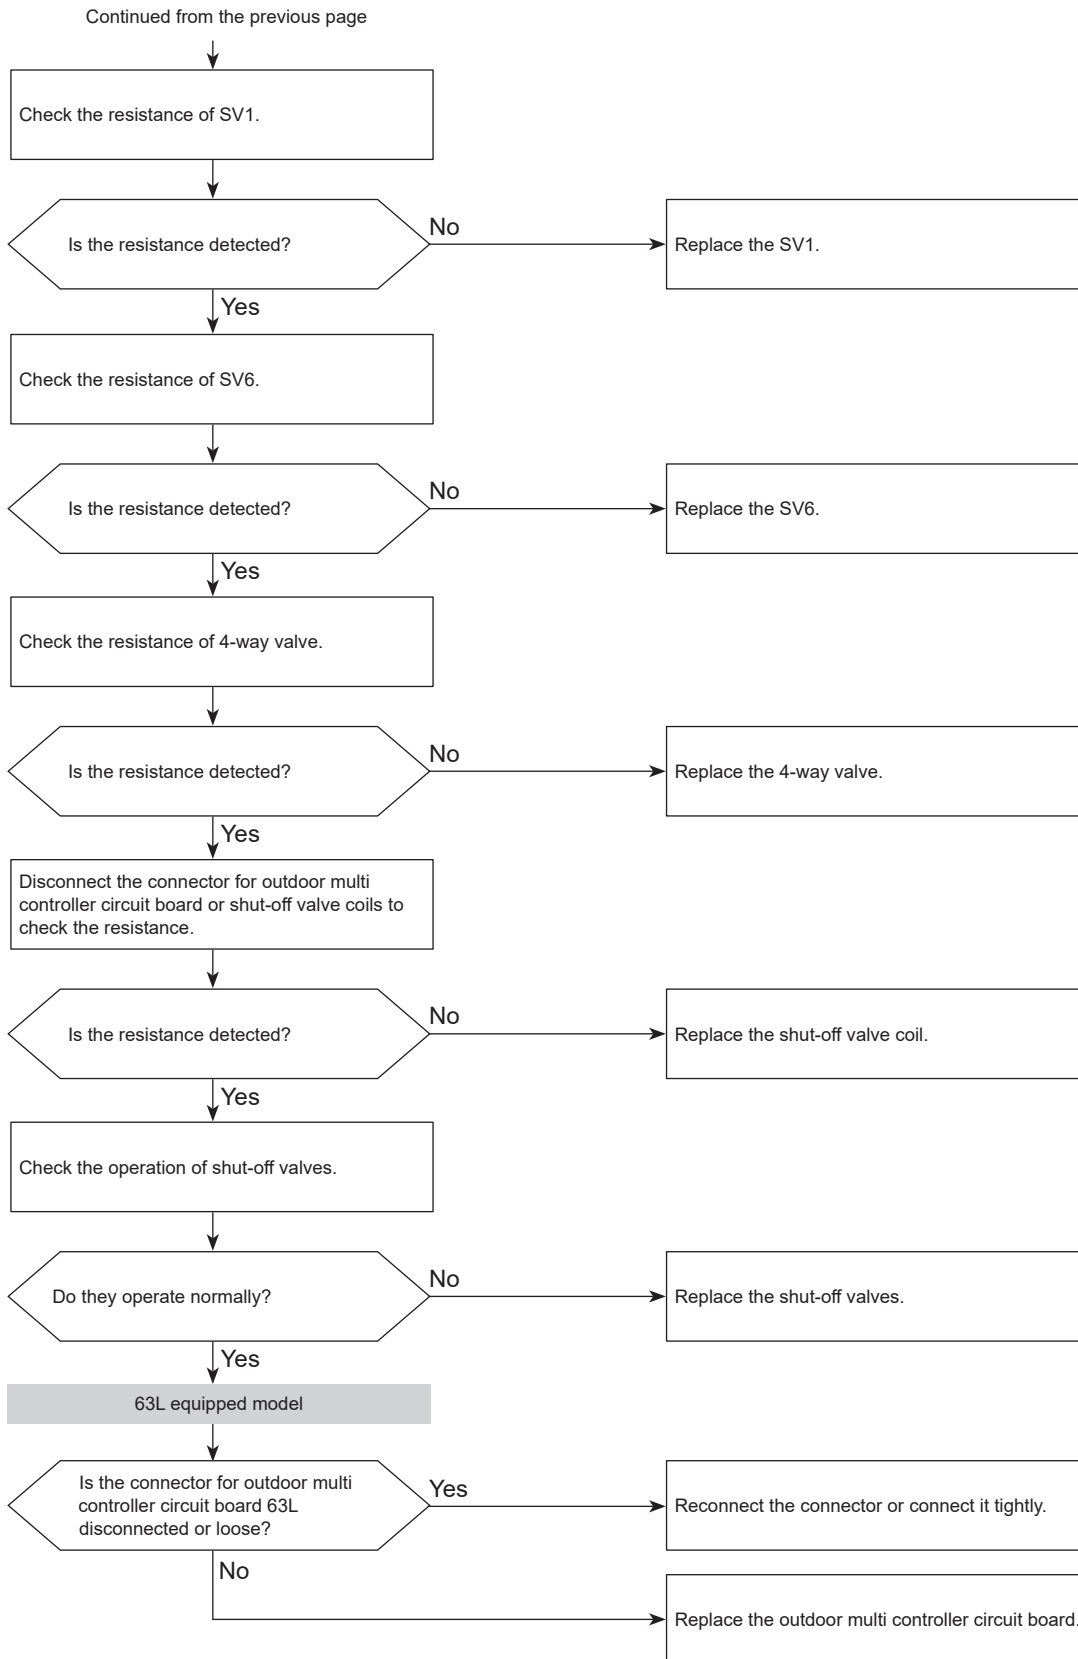 Continued from the previous page
Check the resistance of SV1.
Is the resistance detected?
No
Replace the SV1.
Yes
Check the resistance of SV6.
Is the resistance detected?
No
Replace the SV6.
Yes
Check the resistance of 4-way valve.
Is the resistance detected?
No
Replace the 4-way valve.
Yes
Disconnect the connector for outdoor multi
controller circuit board or shut-off valve coils to
check the resistance.
Is the resistance detected?
No
Replace the shut-off valve coil.
Yes
Check the operation of shut-off valves.
Do they operate normally?
No
Replace the shut-off valves.
Yes
63L equipped model
Is the connector for outdoor multi
controller circuit board 63L
disconnected or loose?
Yes
Reconnect the connector or connect it tightly.
No
Replace the outdoor multi controller circuit board.